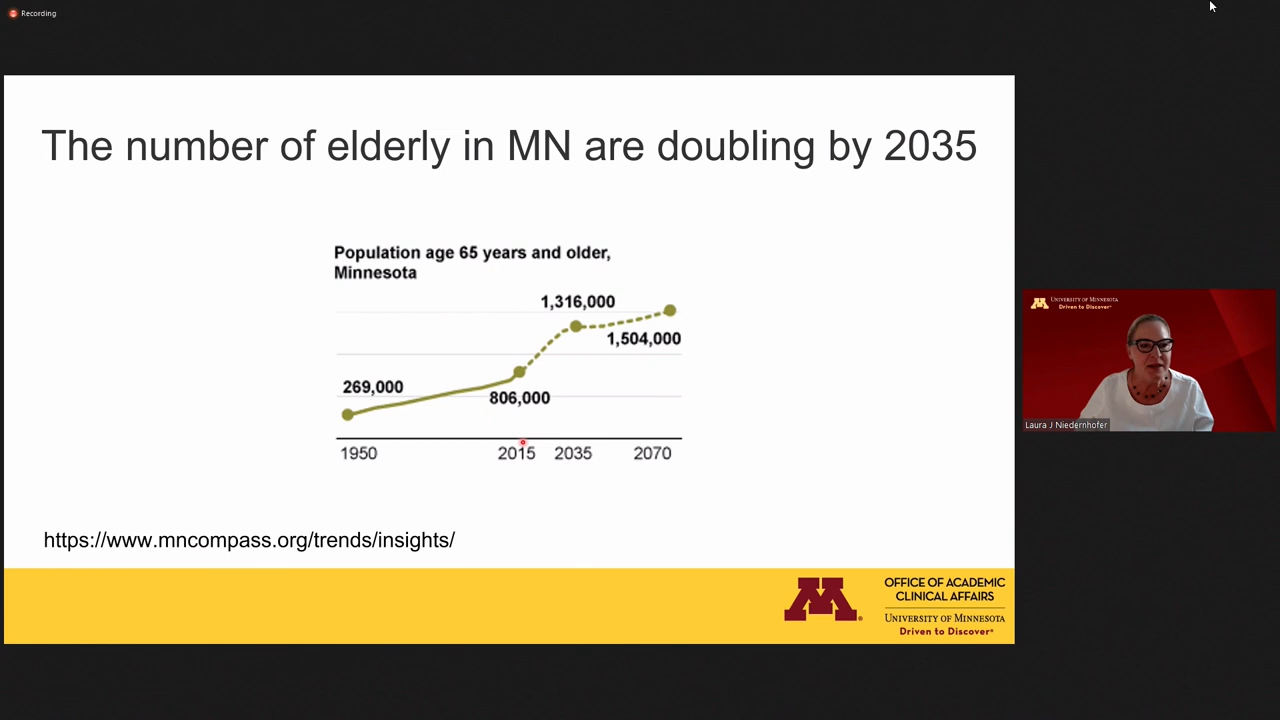 Recording
The number of elderly in MN are doubling by 2035
Population age 65 years and older,
Minnesota
1,316,000
1,504,000
269,000
806,000
1950 2015 2035 2070
https://www.mncompass.org/trends/insights/
M
OFFICE OF ACADEMIC
CLINICAL AFFAIRS
UNIVERSITY OF MINNESOTA
Driven to Discover®
M UNIVERSITY OF MINNESOTA
Driven to Discover®
Laura J Niedernhofer